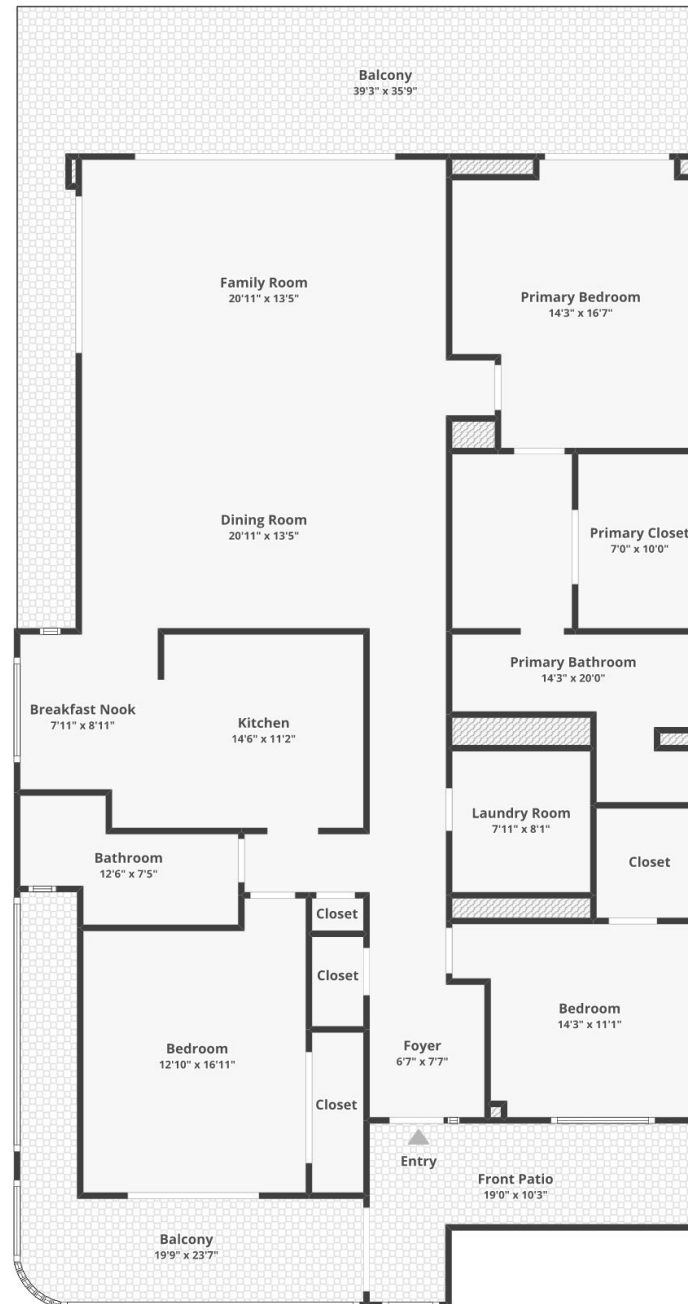 Balcony
39'3" x 35'9"
Family Room
20'11" x 13'5"
Primary Bedroom
14'3" x 16'7"
Dining Room
20'11" x 13'5"
Primary Closet
7'0" x 10'0"
Primary Bathroom
14'3" x 20'0"
Breakfast Nook
7'11" x 8'11"
Kitchen
14'6" x 11'2"
Laundry Room
7'11" x 8'1"
Bathroom
12'6" x 7'5"
Closet
Closet
Closet
Bedroom
14'3" x 11'1"
Bedroom
12'10" x 16'11"
Foyer
6'7" x 7'7"
Closet
Entry
Front Patio
19'0" x 10'3"
Balcony
19'9" x 23'7"